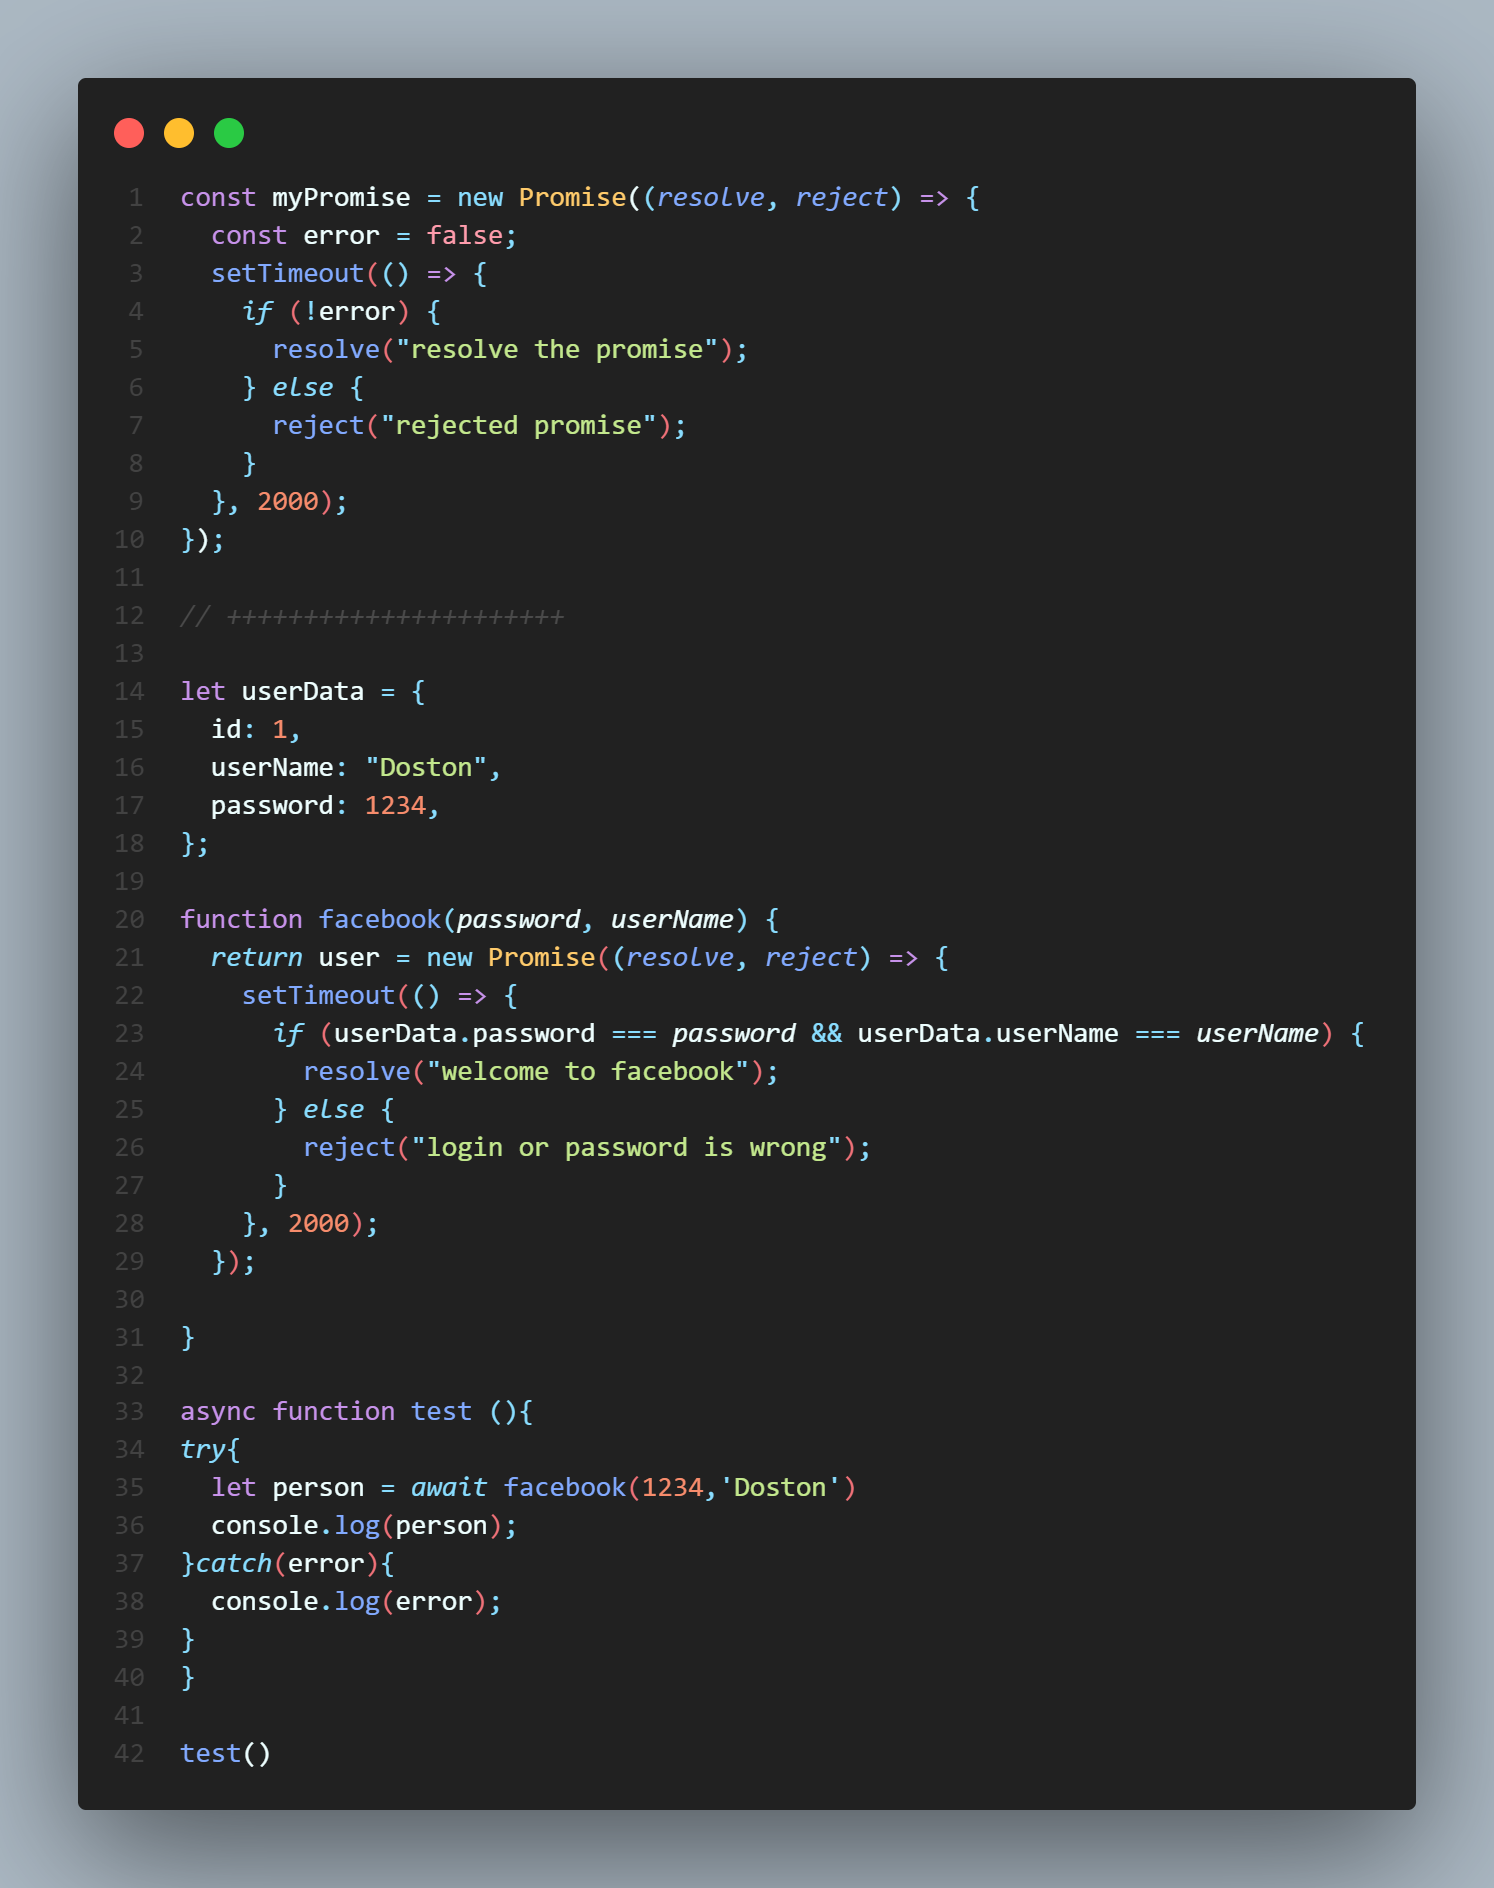 1 const myPromise = new Promise((resolve, reject) => {
2   const error = false;
3   setTimeout(() => {
4     if (!error) {
5       resolve("resolve the promise");
6     } else {
7       reject("rejected promise");
8     }
9   }, 2000);
10 });
11
12 // ++++++++++++++++++++++
13
14 let userData = {
15   id: 1,
16   userName: "Doston",
17   password: 1234,
18 };
19
20 function facebook(password, userName) {
21   return user = new Promise((resolve, reject) => {
22     setTimeout(() => {
23       if (userData.password === password && userData.userName === userName) {
24         resolve("welcome to facebook");
25       } else {
26         reject("login or password is wrong");
27       }
28     }, 2000);
29   });
30
31 }
32
33 async function test (){
34 try{
35   let person = await facebook(1234,'Doston')
36   console.log(person);
37 }catch(error){
38   console.log(error);
39 }
40 }
41
42 test()